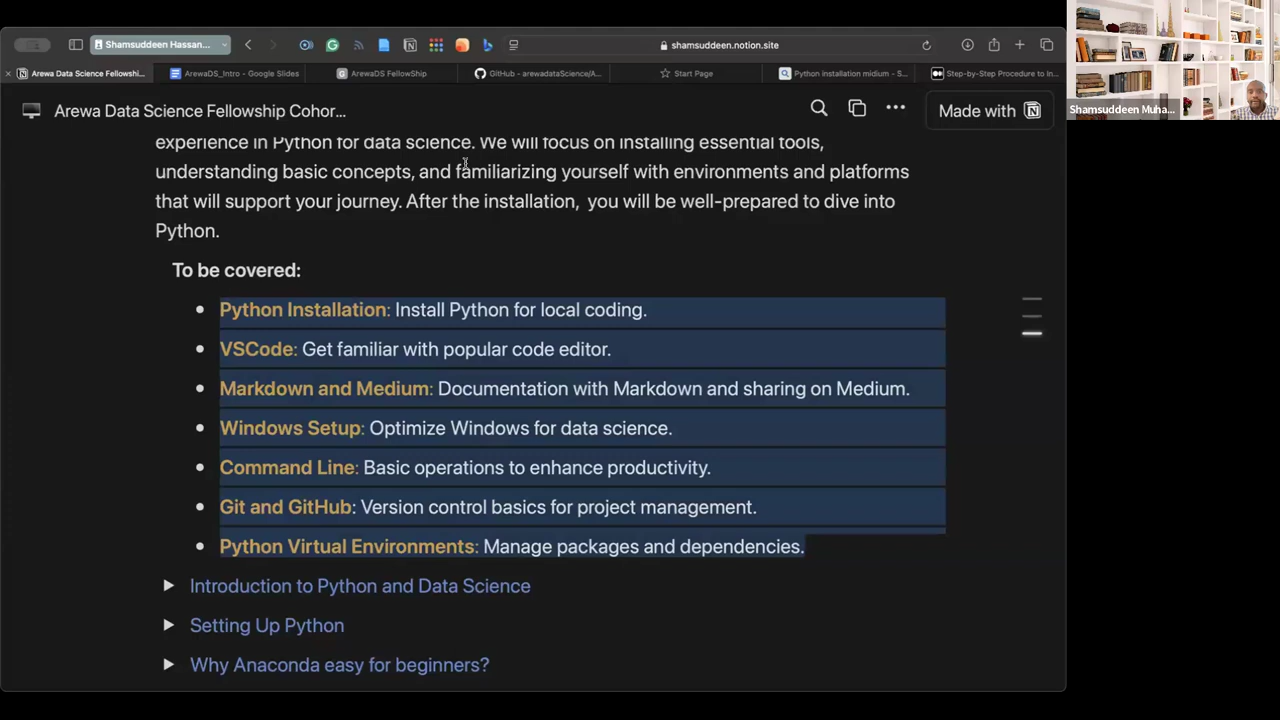 Shamsuddeen Hassan...
shamsuddeen.notion.site
Arewa Data Science Fellowshi...
ArewaDS_Intro - Google Slides
ArewaDS FellowShip
GitHub - arewadataScience/A...
Start Page
Python installation midium - S...
Step-by-Step Procedure to In...
Shamsuddeen Muha...
Arewa Data Science Fellowship Cohor...
Made with
experience in Python for data science. We will focus on installing essential tools,
understanding basic concepts, and familiarizing yourself with environments and platforms
that will support your journey. After the installation, you will be well-prepared to dive into
Python.
To be covered:
Python Installation: Install Python for local coding.
VSCode: Get familiar with popular code editor.
Markdown and Medium: Documentation with Markdown and sharing on Medium.
Windows Setup: Optimize Windows for data science.
Command Line: Basic operations to enhance productivity.
Git and GitHub: Version control basics for project management.
Python Virtual Environments: Manage packages and dependencies.
Introduction to Python and Data Science
Setting Up Python
Why Anaconda easy for beginners?